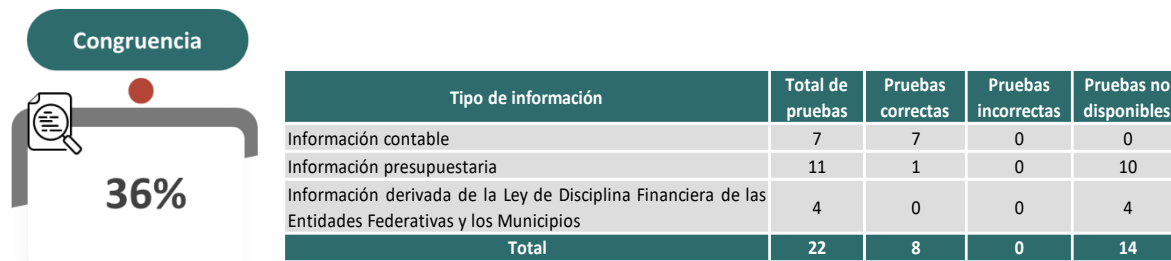 Congruencia
36%
Tipo de información Total de pruebas Pruebas correctas Pruebas incorrectas Pruebas no disponibles
Información contable 7 7 0 0
Información presupuestaria 11 1 0 10
Información derivada de la Ley de Disciplina Financiera de las
Entidades Federativas y los Municipios 4 0 0 4
Total 22 8 0 14